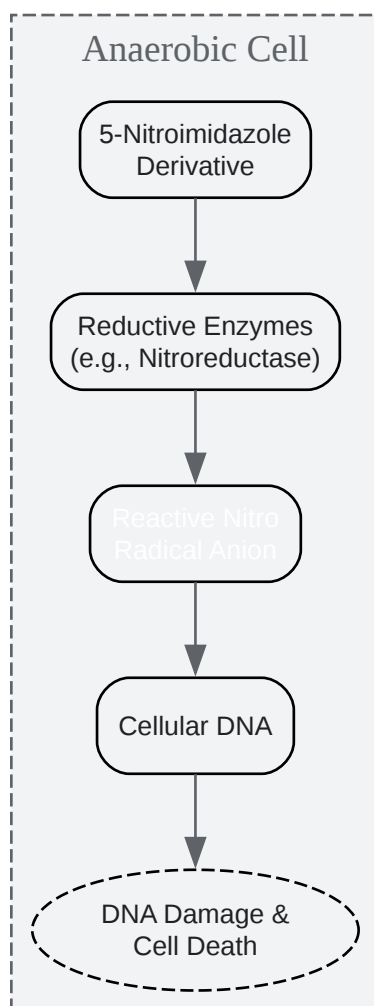 Anaerobic Cell
5-Nitroimidazole
Derivative
Reductive Enzymes
(e.g., Nitroreductase)
Reactive Nitro
Radical Anion
Cellular DNA
DNA Damage &
Cell Death